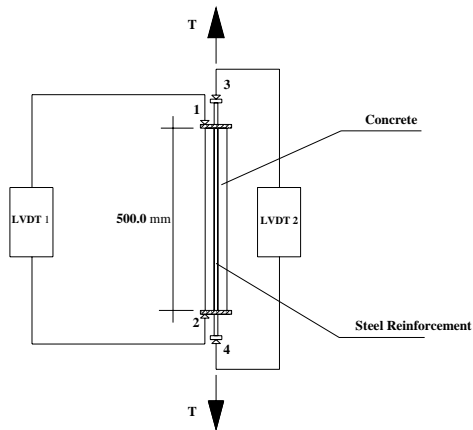 T
3
1
Concrete
LVDT 1
500.0 mm
LVDT 2
2
Steel Reinforcement
4
T